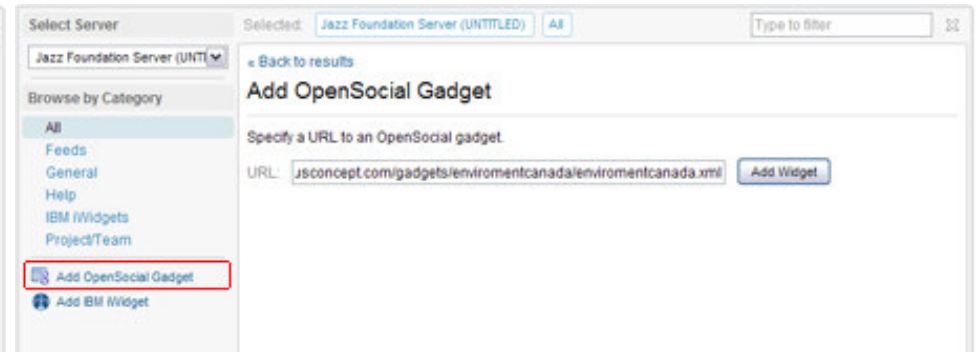 Select Server
Jazz Foundation Server (UNTI
Browse by Category
All
Feeds
General
Help
IBM iWidgets
Project/Team
Add OpenSocial Gadget
Add IBM iWidget
Selected: Jazz Foundation Server (UNTITLED) All Type to filter
« Back to results
Add OpenSocial Gadget
Specify a URL to an OpenSocial gadget.
URL: usconcept.com/gadgets/enviromentcanada/enviromentcanada.xml Add Widget